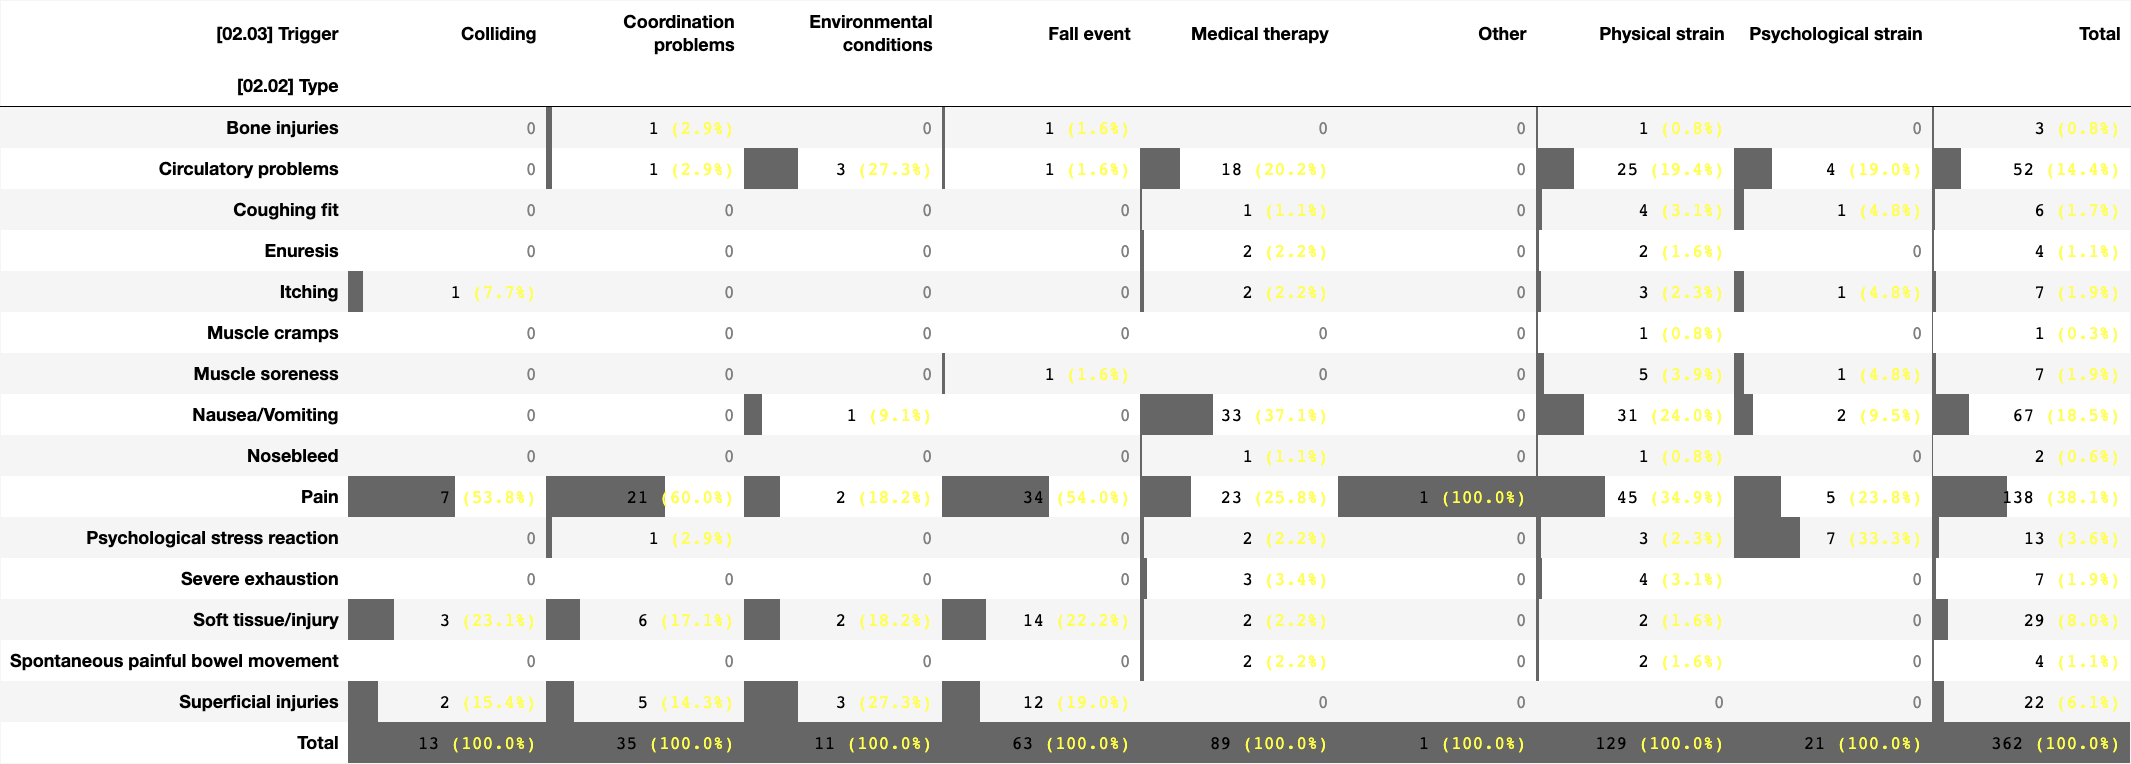 [02.03] Trigger Colliding Coordination problems Environmental conditions Fall event Medical therapy Other Physical strain Psychological strain Total
[02.02] Type
Bone injuries 0 1 (2.9%) 0 1 (1.6%) 0 0 1 (0.8%) 0 3 (0.8%)
Circulatory problems 0 1 (2.9%) 3 (27.3%) 1 (1.6%) 18 (20.2%) 0 25 (19.4%) 4 (19.0%) 52 (14.4%)
Coughing fit 0 0 0 0 1 (1.1%) 0 4 (3.1%) 1 (4.8%) 6 (1.7%)
Enuresis 0 0 0 0 2 (2.2%) 0 2 (1.6%) 0 4 (1.1%)
Itching 1 (7.7%) 0 0 0 2 (2.2%) 0 3 (2.3%) 1 (4.8%) 7 (1.9%)
Muscle cramps 0 0 0 0 0 0 1 (0.8%) 0 1 (0.3%)
Muscle soreness 0 0 0 1 (1.6%) 0 0 5 (3.9%) 1 (4.8%) 7 (1.9%)
Nausea/Vomiting 0 0 1 (9.1%) 0 33 (37.1%) 0 31 (24.0%) 2 (9.5%) 67 (18.5%)
Nosebleed 0 0 0 0 1 (1.1%) 0 1 (0.8%) 0 2 (0.6%)
Pain 7 (53.8%) 21 (60.0%) 2 (18.2%) 34 (54.0%) 23 (25.8%) 1 (100.0%) 45 (34.9%) 5 (23.8%) 138 (38.1%)
Psychological stress reaction 0 1 (2.9%) 0 0 2 (2.2%) 0 3 (2.3%) 7 (33.3%) 13 (3.6%)
Severe exhaustion 0 0 0 0 3 (3.4%) 0 4 (3.1%) 0 7 (1.9%)
Soft tissue/injury 3 (23.1%) 6 (17.1%) 2 (18.2%) 14 (22.2%) 2 (2.2%) 0 2 (1.6%) 0 29 (8.0%)
Spontaneous painful bowel movement 0 0 0 0 2 (2.2%) 0 2 (1.6%) 0 4 (1.1%)
Superficial injuries 2 (15.4%) 5 (14.3%) 3 (27.3%) 12 (19.0%) 0 0 0 0 22 (6.1%)
Total 13 (100.0%) 35 (100.0%) 11 (100.0%) 63 (100.0%) 89 (100.0%) 1 (100.0%) 129 (100.0%) 21 (100.0%) 362 (100.0%)